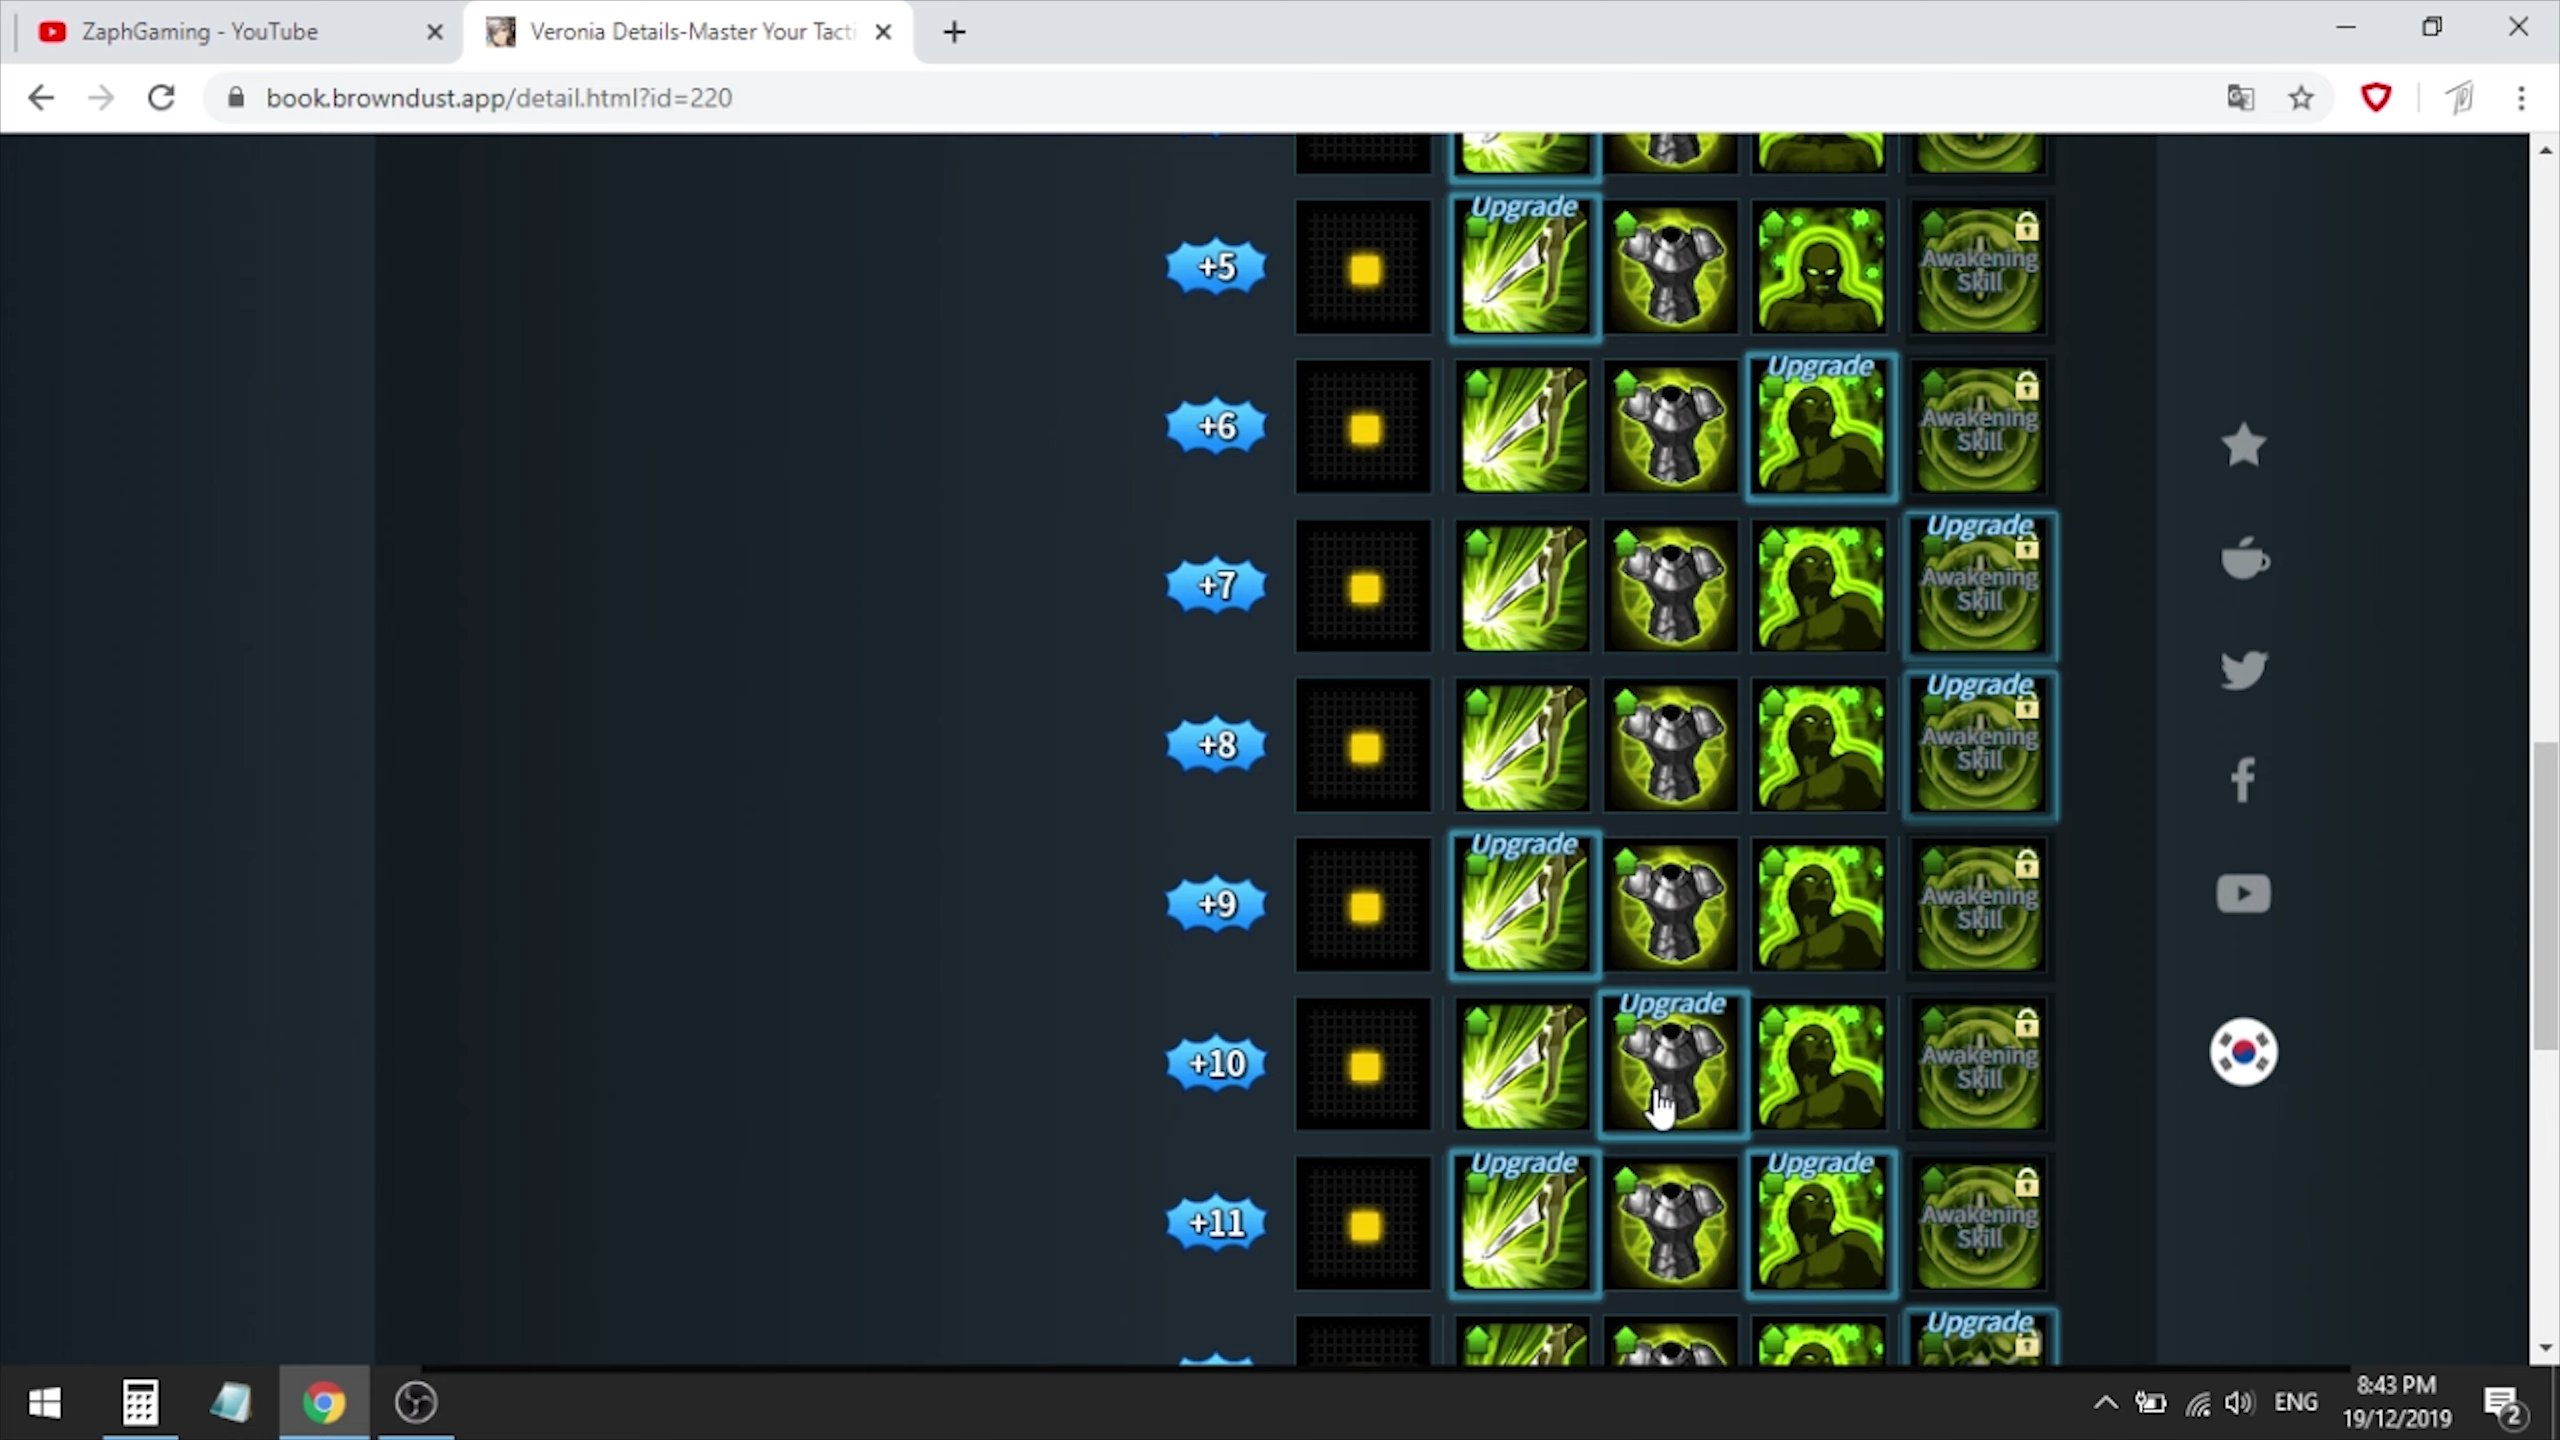 ZaphGaming - YouTube
Veronia Details-Master Your Tacti
book.browndust.app/detail.html?id=220
+5
Upgrade
Awakening
Skill
+6
Upgrade
Awakening
Skill
+7
Upgrade
Awakening
Skill
+8
Upgrade
Awakening
Skill
+9
Upgrade
Awakening
Skill
+10
Upgrade
Awakening
Skill
+11
Upgrade
Upgrade
Awakening
Skill
Upgrade
ENG
8:43 PM
19/12/2019
2